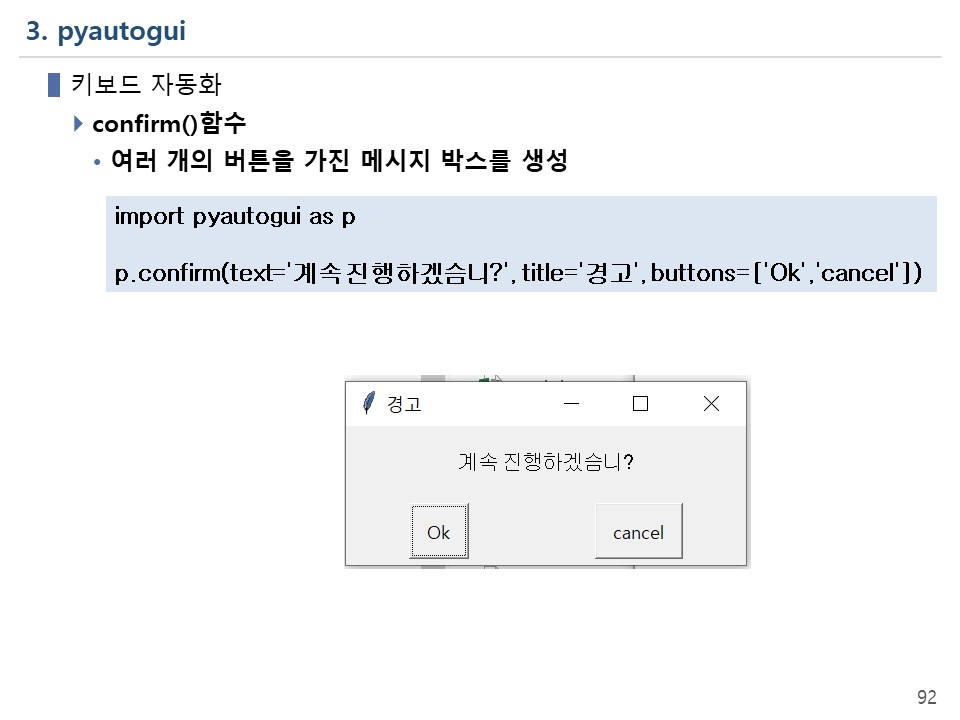 3. pyautogui
키보드 자동화
confirm()함수
• 여러 개의 버튼을 가진 메시지 박스를 생성
import pyautogui as p
p.confirm(text='계속 진행하겠습니?', title='경고', buttons=['Ok','cancel'])
경고
계속 진행하겠습니?
Ok cancel
92